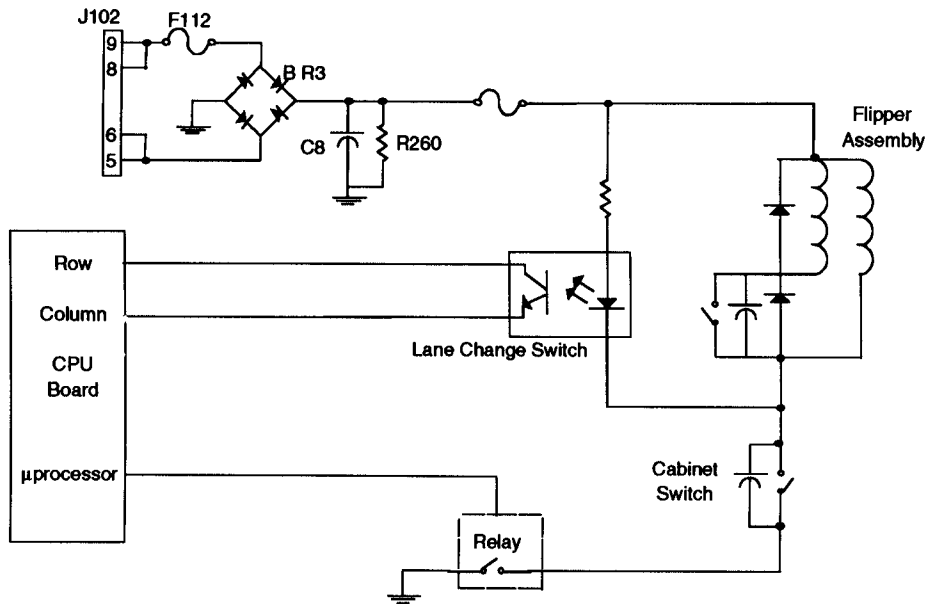 J102
F112
9
8
6
5
B R3
C8
R260
Flipper
Assembly
Row
Column
CPU
Board
Lane Change Switch
µprocessor
Cabinet
Switch
Relay